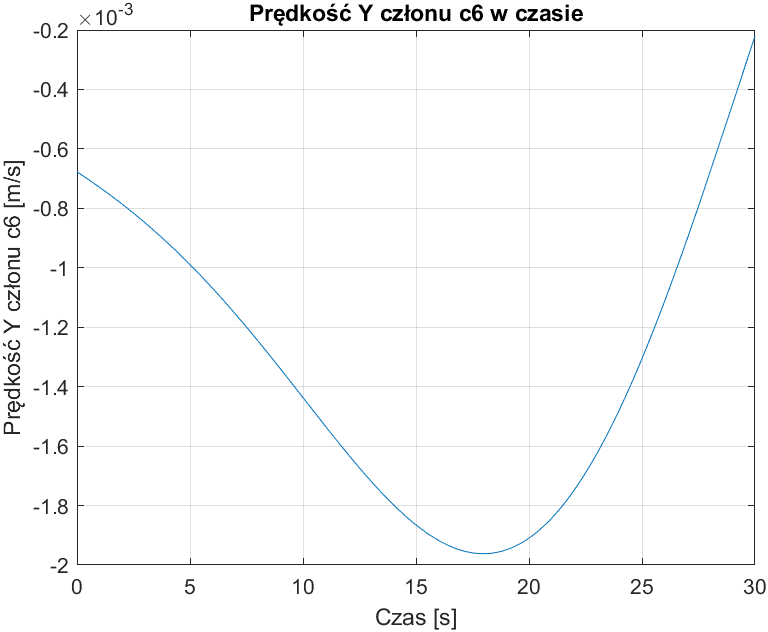 Prędkość Y członu c6 w czasie
×10-3
-0.2
-0.4
-0.6
-0.8
-1
-1.2
-1.4
-1.6
-1.8
-2
Prędkość Y członu c6 [m/s]
0 5 10 15 20 25 30
Czas [s]